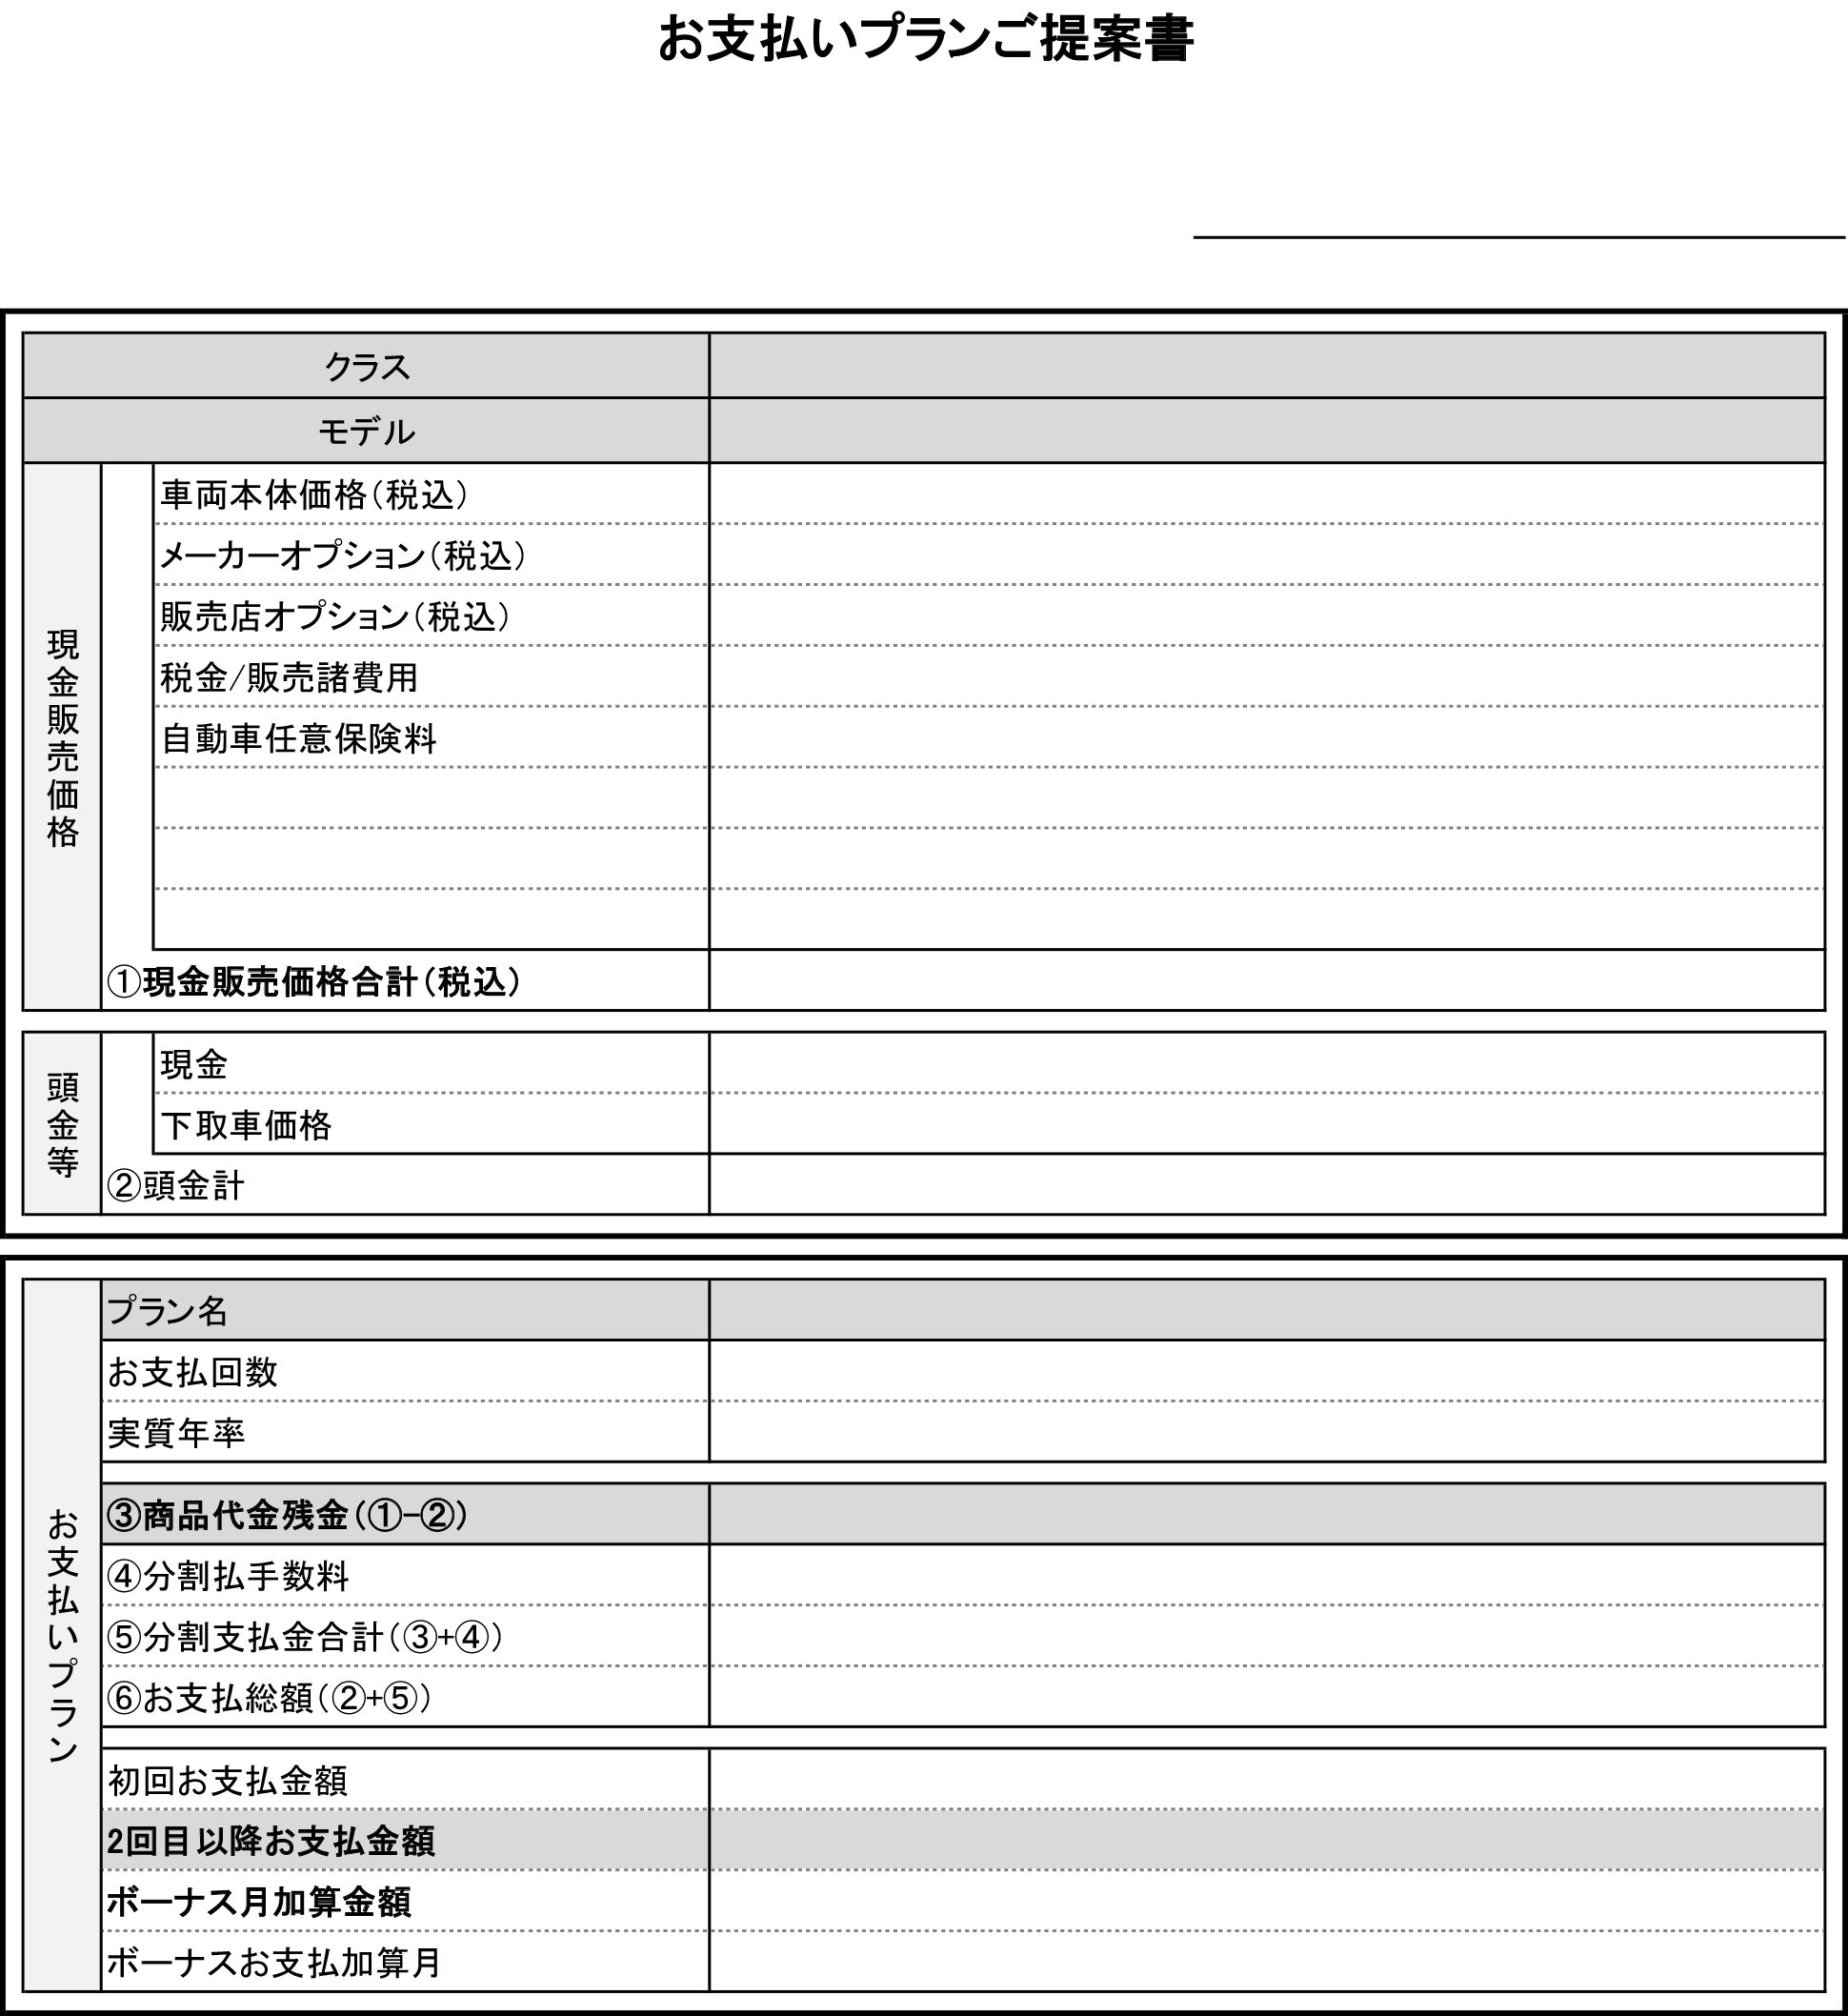 お支払いプランご提案書
クラス
モデル
現金販売価格
車両本体価格（税込）
メーカーオプション（税込）
販売店オプション（税込）
税金/販売諸費用
自動車任意保険料
①現金販売価格合計（税込）
頭金等
現金
下取車価格
②頭金計
お支払いプラン
プラン名
お支払回数
実質年率
③商品代金残金（①−②）
④分割払手数料
⑤分割支払金合計（③+④）
⑥お支払総額（②+⑤）
初回お支払金額
2回目以降お支払金額
ボーナス月加算金額
ボーナスお支払加算月